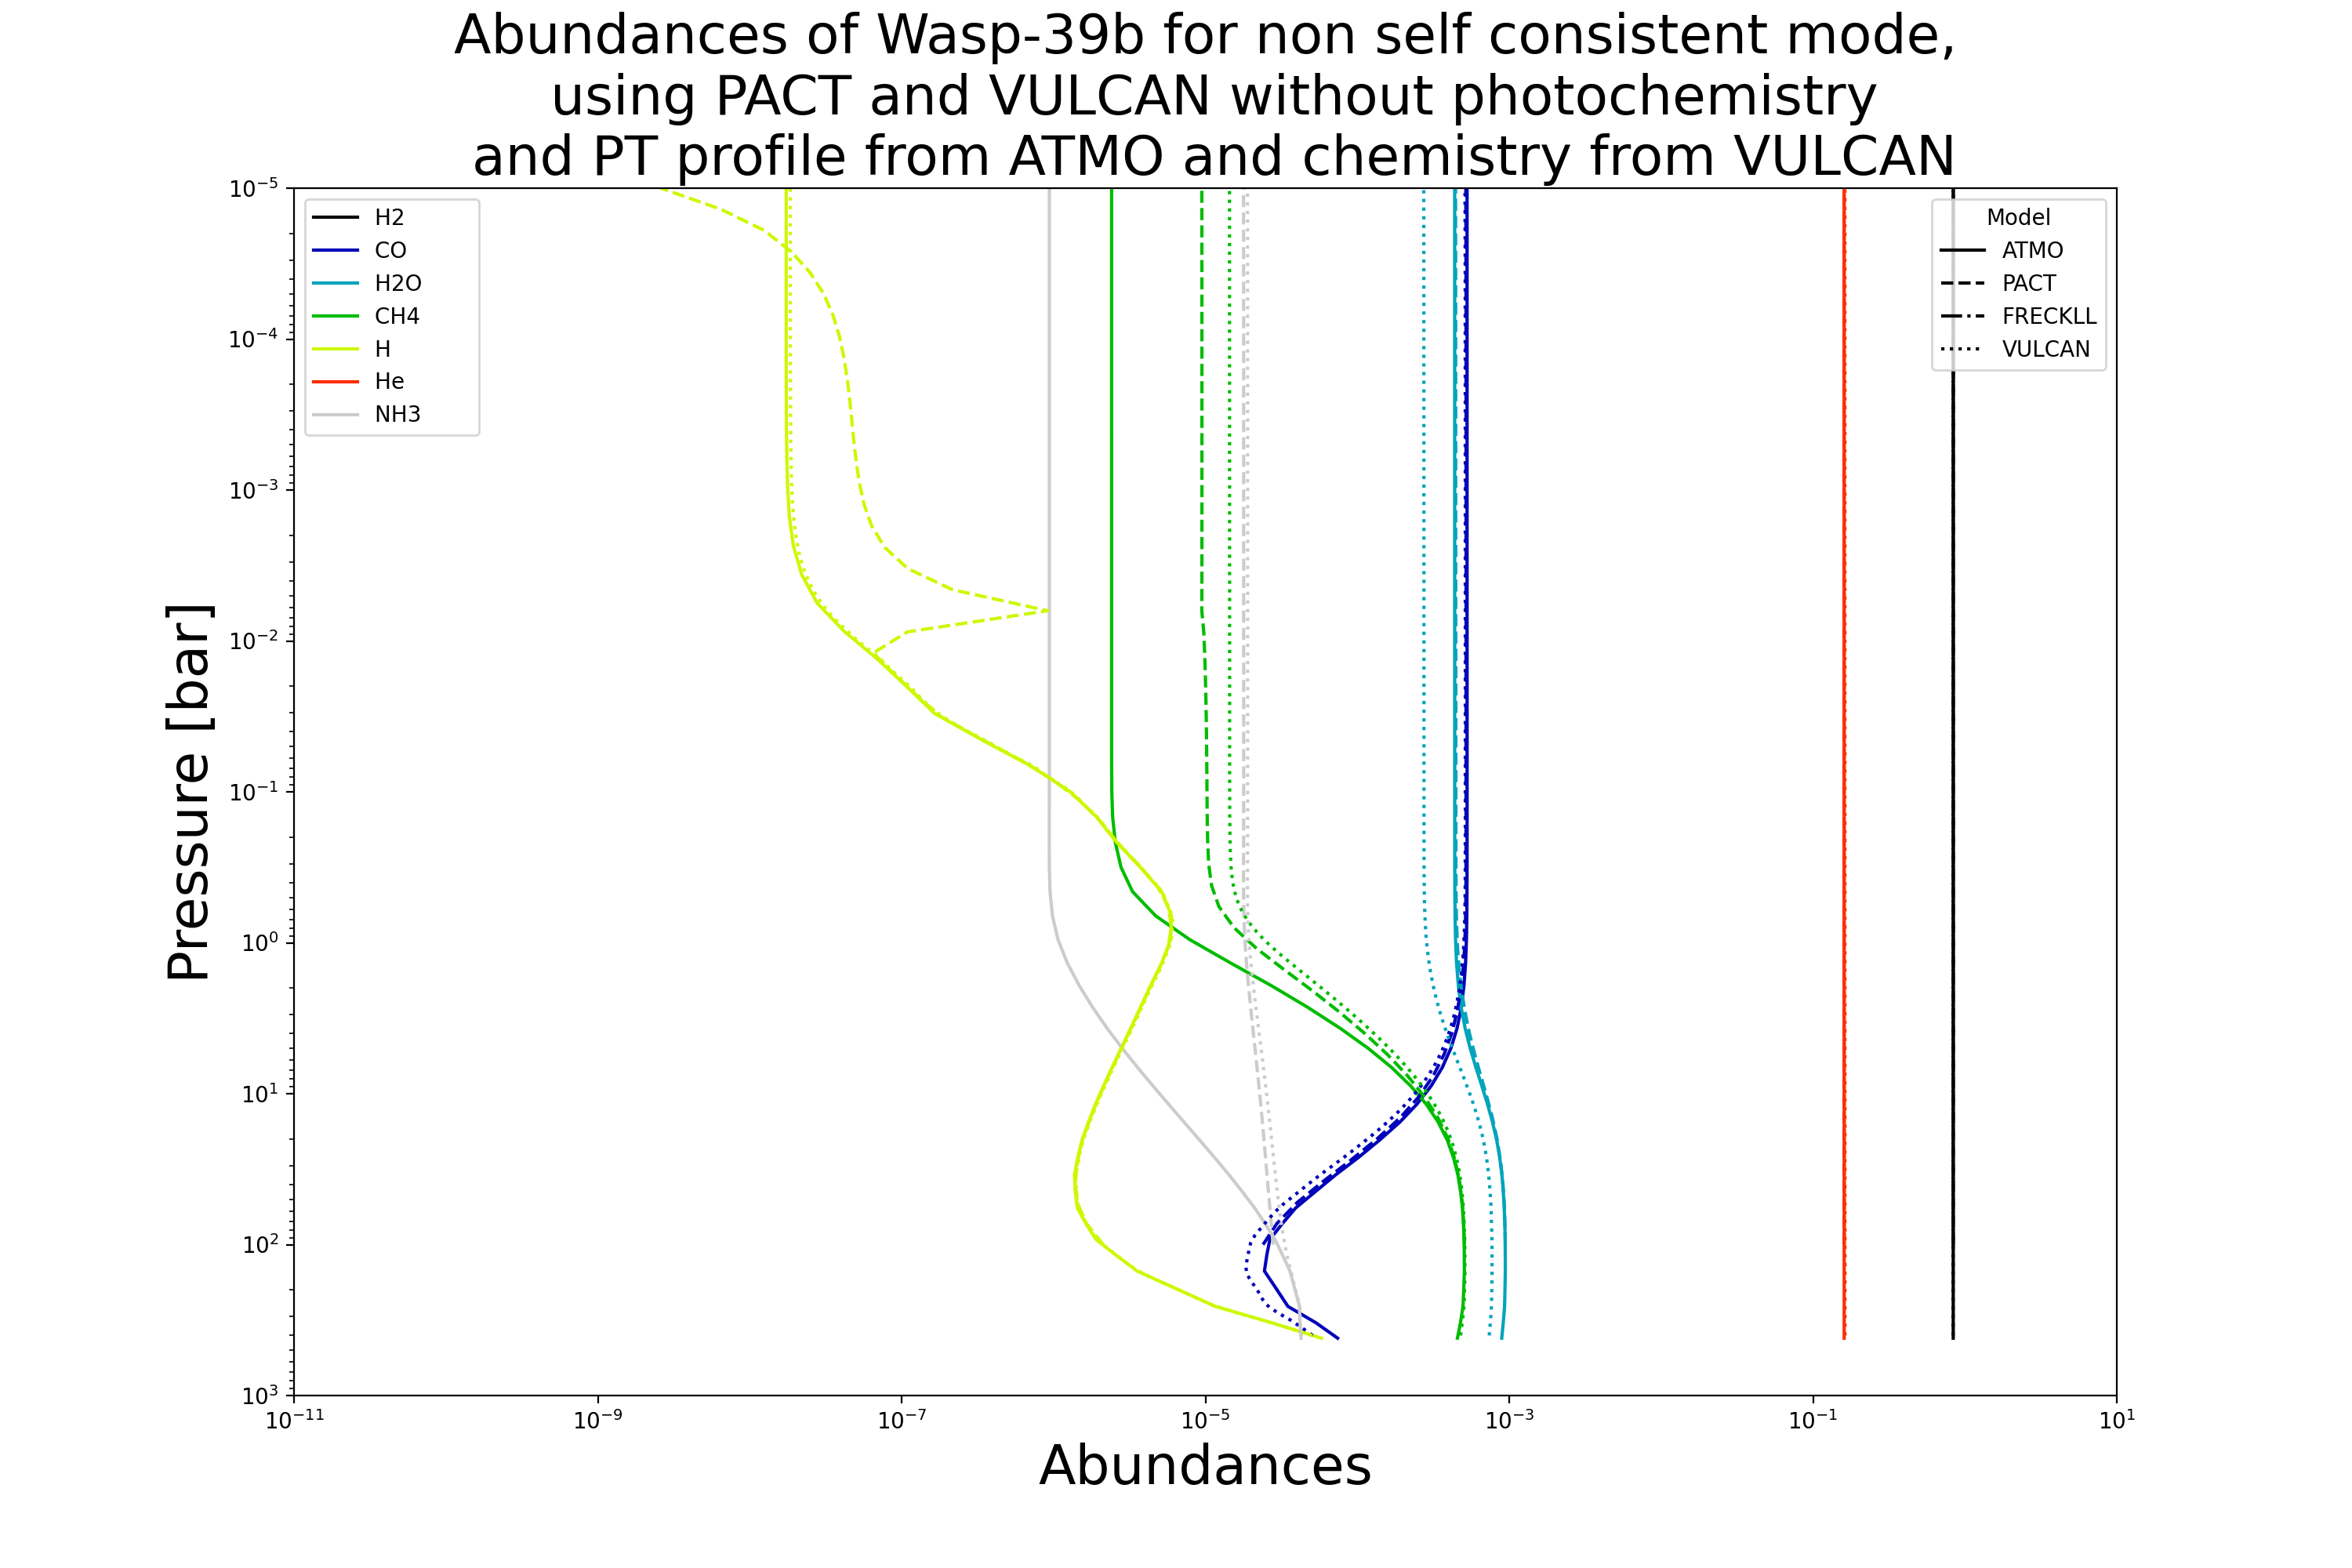 Abundances of Wasp-39b for non self consistent mode,
using PACT and VULCAN without photochemistry
and PT profile from ATMO and chemistry from VULCAN
H2
CO
H2O
CH4
H
He
NH3
Model
ATMO
PACT
FRECKLL
VULCAN
Pressure [bar]
10⁻⁵
10⁻⁴
10⁻³
10⁻²
10⁻¹
10⁰
10¹
10²
10³
10⁻¹¹ 10⁻⁹ 10⁻⁷ 10⁻⁵ 10⁻³ 10⁻¹ 10¹
Abundances